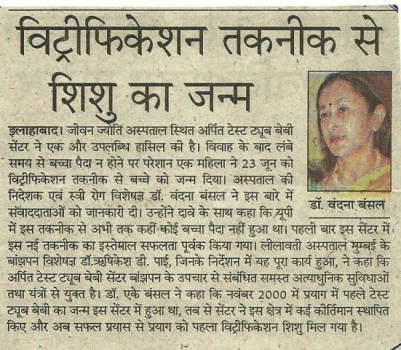 विट्रीफिकेशन तकनीक से
शिशु का जन्म
इलाहाबाद। जीवन ज्योति अस्पताल स्थित अर्पित टेस्ट ट्यूब बेबी
सेंटर ने एक और उपलब्धि हासिल की है। विवाह के बाद लंबे
समय से बच्चा पैदा न होने पर परेशान एक महिला ने 23 जून को
विट्रीफिकेशन तकनीक से बच्चे को जन्म दिया। अस्पताल की
निदेशक एवं स्त्री रोग विशेषज्ञ डॉ. वंदना बंसल ने इस बारे में
संवाददाताओं को जानकारी दी। उन्होंने दावे के साथ कहा कि यूपी
में इस तकनीक से अभी तक कहीं कोई बच्चा पैदा नहीं हुआ था। पहली बार इस सेंटर में
इस नई तकनीक का इस्तेमाल सफलता पूर्वक किया गया। लीलावती अस्पताल मुम्बई के
बांझपन विशेषज्ञ डॉ.ऋषिकेश डी. पाई, जिनके निर्देशन में यह पूरा कार्य हुआ, ने कहा कि
अर्पित टेस्ट ट्यूब बेबी सेंटर बांझपन के उपचार से संबंधित समस्त अत्याधुनिक सुविधाओं
तथा यंत्रों से युक्त है। डॉ. एके बंसल ने कहा कि नवंबर 2000 में प्रयाग में पहले टेस्ट
ट्यूब बेबी का जन्म इस सेंटर में हुआ था, तब से सेंटर ने इस क्षेत्र में कई कीर्तिमान स्थापित
किए और अब सफल प्रयास से प्रयाग को पहला विट्रीफिकेशन शिशु मिल गया है।
डॉ. वंदना बंसल